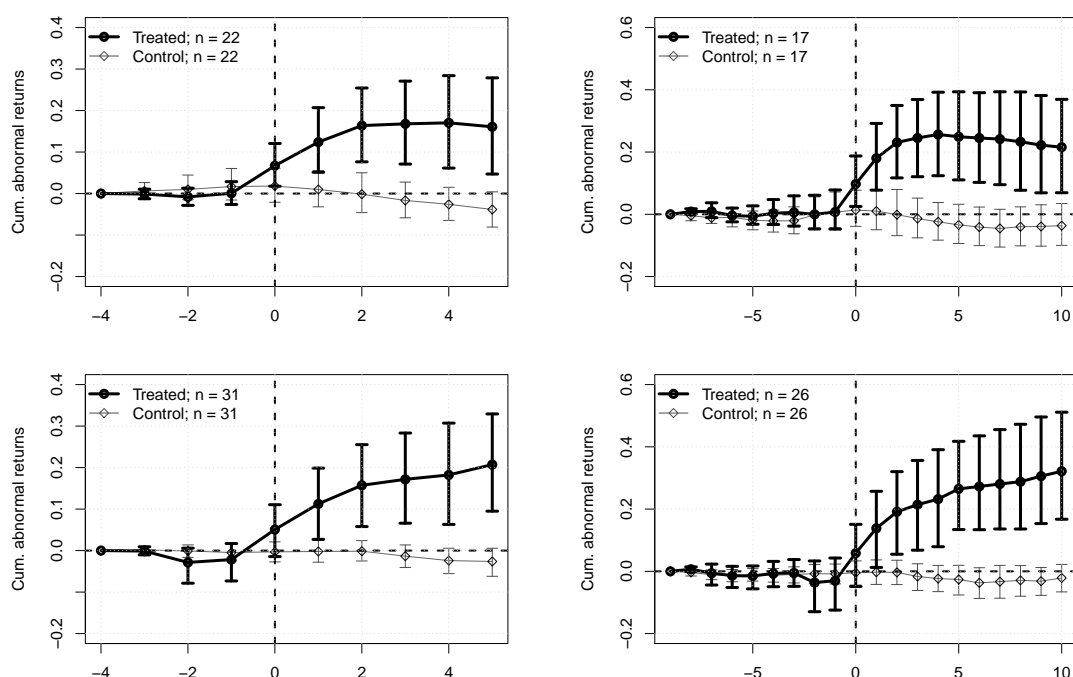 Cum. abnormal returns
0.4
0.3
0.2
0.1
0.0
−0.2
Treated; n = 22
Control; n = 22
−4 −2 0 2 4
Cum. abnormal returns
0.6
0.4
0.2
0.0
−0.2
Treated; n = 17
Control; n = 17
−5 0 5 10
Cum. abnormal returns
0.4
0.3
0.2
0.1
0.0
−0.2
Treated; n = 31
Control; n = 31
−4 −2 0 2 4
Cum. abnormal returns
0.6
0.4
0.2
0.0
−0.2
Treated; n = 26
Control; n = 26
−5 0 5 10